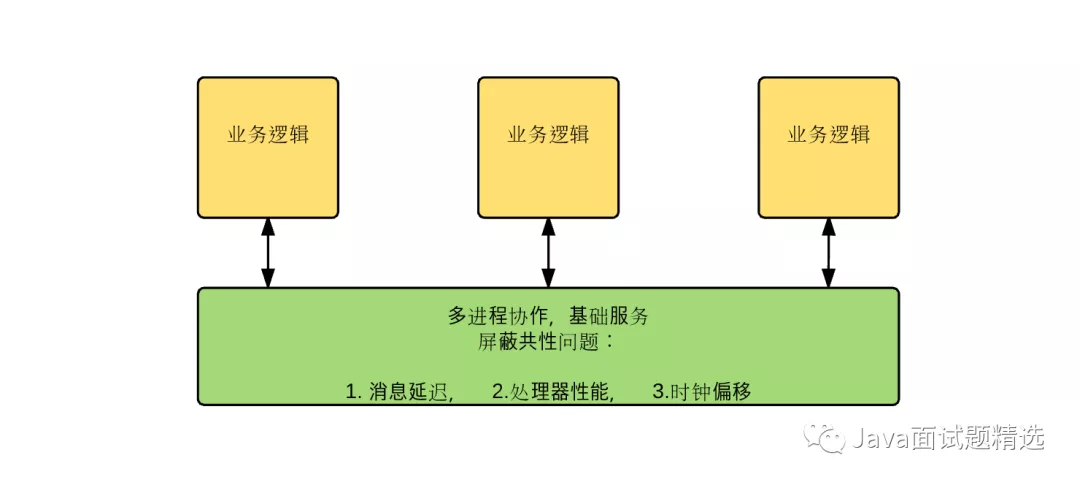 业务逻辑
业务逻辑
业务逻辑
多进程协作，基础服务
屏蔽共性问题：
1. 消息延迟， 2.处理器性能， 3.时钟偏移
Java面试题精选